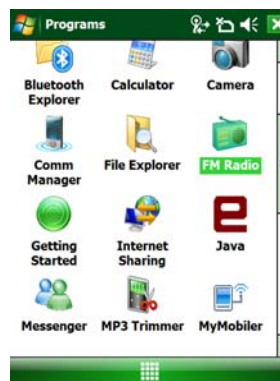 Programs
Bluetooth Explorer
Calculator
Camera
Comm Manager
File Explorer
FM Radio
Getting Started
Internet Sharing
Java
Messenger
MP3 Trimmer
MyMobiler